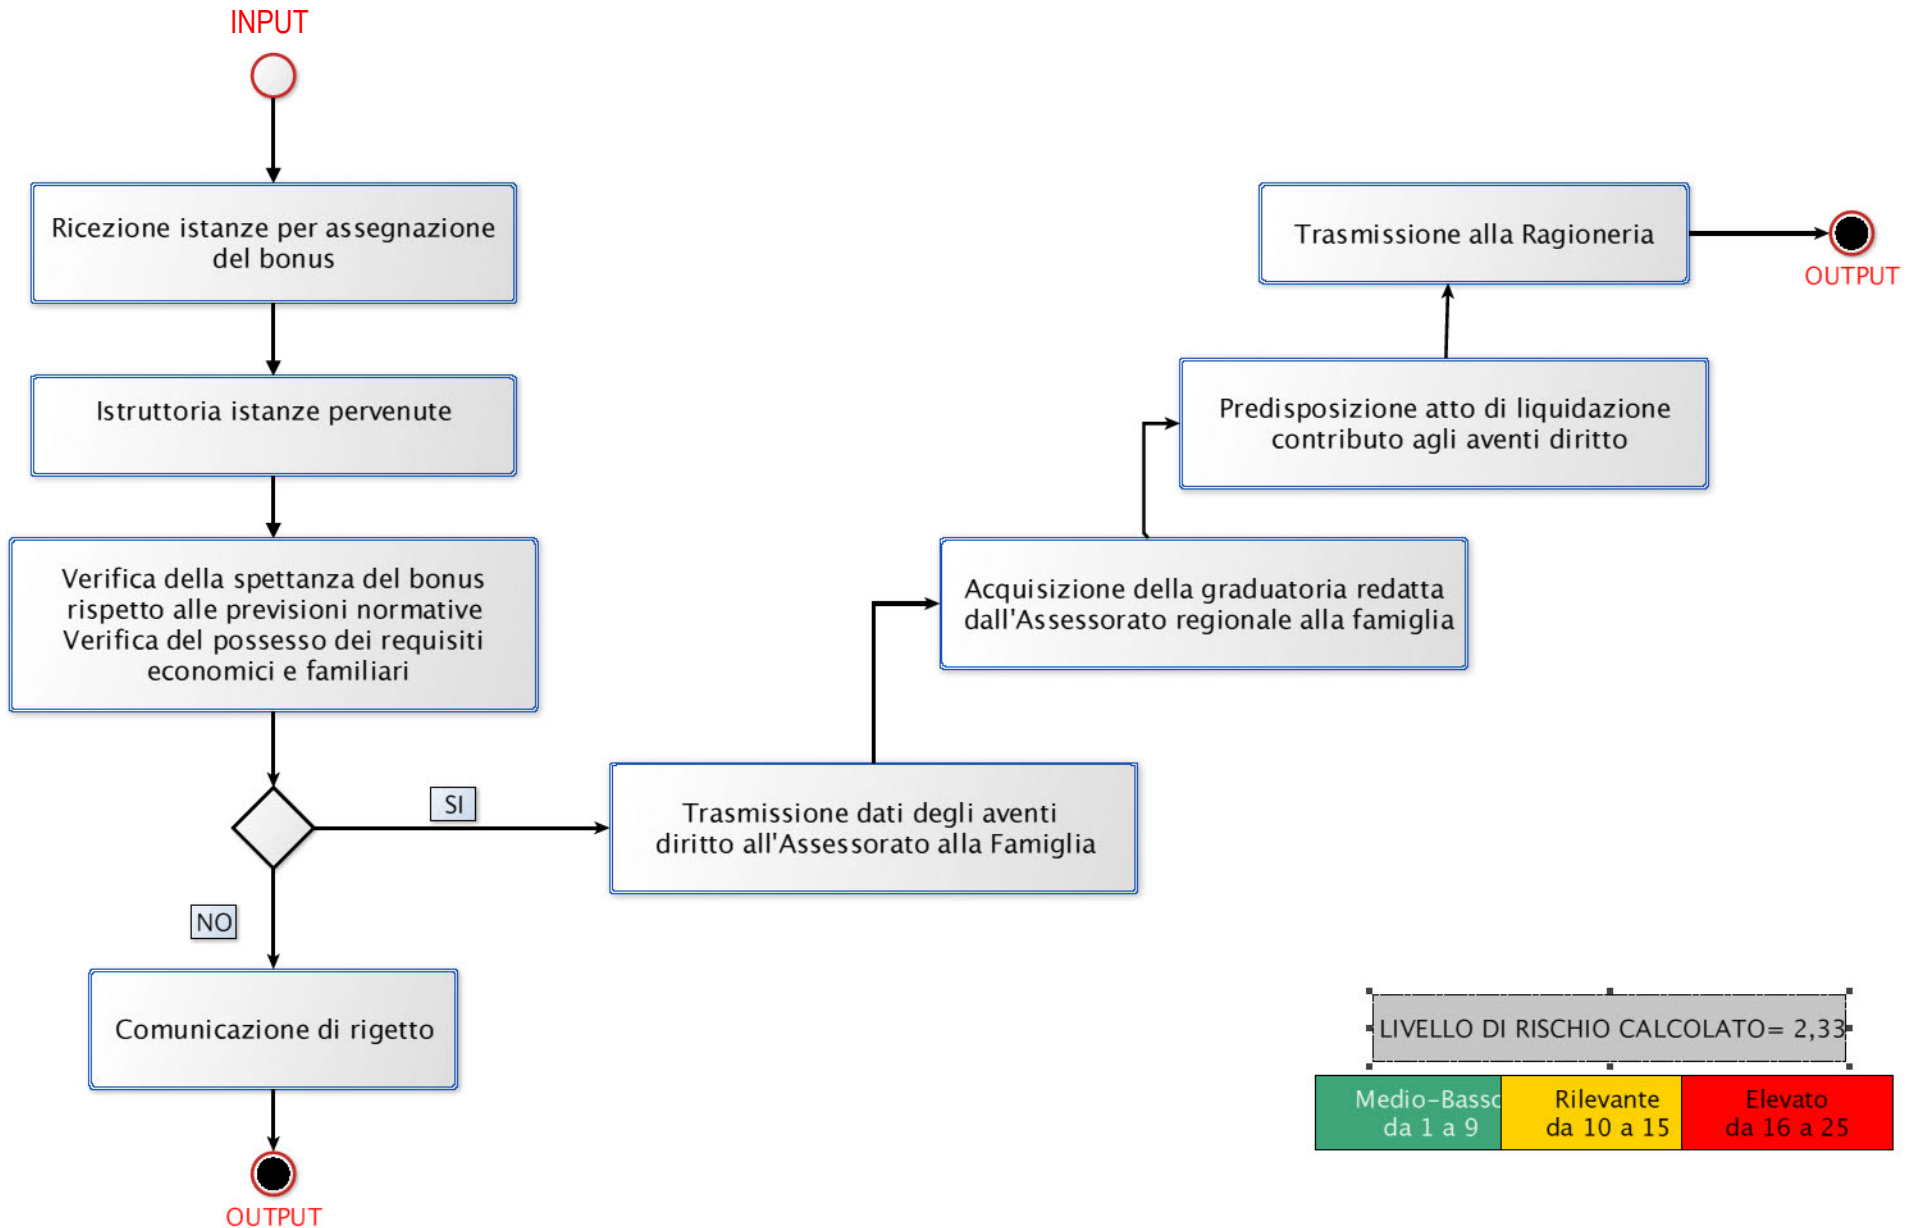 INPUT
Ricezione istanze per assegnazione
del bonus
Istruttoria istanze pervenute
Verifica della spettanza del bonus
rispetto alle previsioni normative
Verifica del possesso dei requisiti
economici e familiari
SI
NO
Comunicazione di rigetto
OUTPUT
Trasmissione dati degli aventi
diritto all'Assessorato alla Famiglia
Acquisizione della graduatoria redatta
dall'Assessorato regionale alla famiglia
Predisposizione atto di liquidazione
contributo agli aventi diritto
Trasmissione alla Ragioneria
OUTPUT
LIVELLO DI RISCHIO CALCOLATO= 2,33
Medio-Basso
da 1 a 9
Rilevante
da 10 a 15
Elevato
da 16 a 25